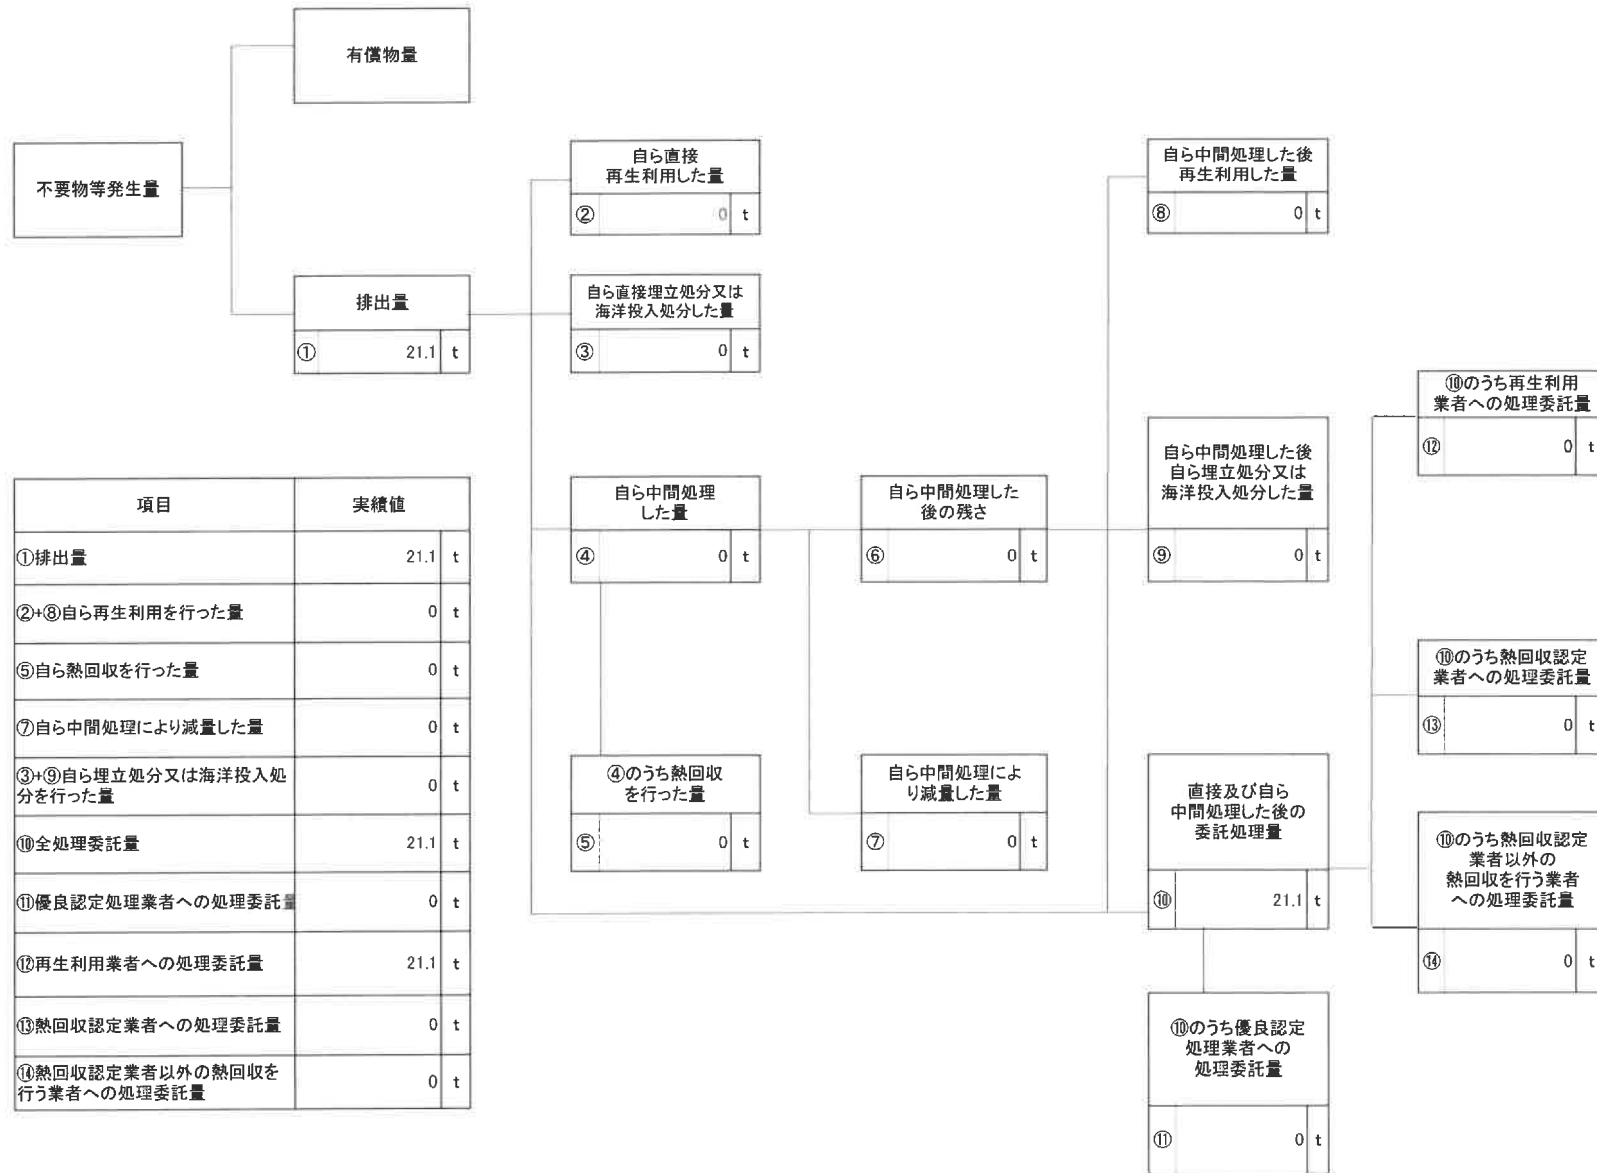 有償物量
不要物等発生量
排出量
① 21.1 t
自ら直接
再生利用した量
② 0 t
自ら直接埋立処分又は
海洋投入処分した量
③ 0 t
自ら中間処理
した量
④ 0 t
④のうち熱回収
を行った量
⑤ 0 t
自ら中間処理した
後の残さ
⑥ 0 t
自ら中間処理によ
り減量した量
⑦ 0 t
自ら中間処理した後
再生利用した量
⑧ 0 t
自ら中間処理した後
自ら埋立処分又は
海洋投入処分した量
⑨ 0 t
直接及び自ら
中間処理した後の
委託処理量
⑩ 21.1 t
⑩のうち優良認定
処理業者への
処理委託量
⑪ 0 t
⑩のうち再生利用
業者への処理委託量
⑫ 0 t
⑩のうち熱回収認定
業者への処理委託量
⑬ 0 t
⑩のうち熱回収認定
業者以外の
熱回収を行う業者
への処理委託量
⑭ 0 t
項目 実績値
①排出量 21.1 t
②+⑧自ら再生利用を行った量 0 t
⑤自ら熱回収を行った量 0 t
⑦自ら中間処理により減量した量 0 t
③+⑨自ら埋立処分又は海洋投入処
分を行った量 0 t
⑩全処理委託量 21.1 t
⑪優良認定処理業者への処理委託量 0 t
⑫再生利用業者への処理委託量 21.1 t
⑬熱回収認定業者への処理委託量 0 t
⑭熱回収認定業者以外の熱回収を
行う業者への処理委託量 0 t